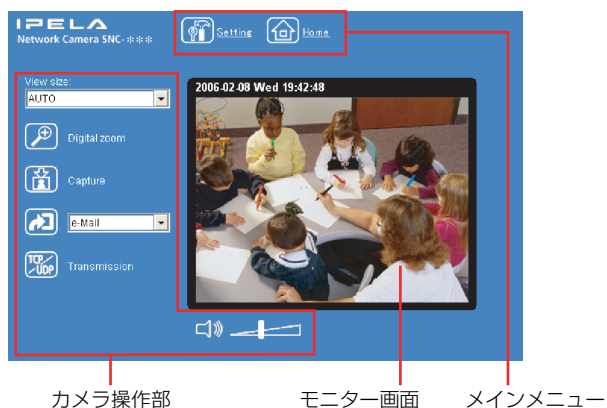 IPELA
Network Camera SNC-***
Setting
Home
View size:
AUTO
Digital zoom
Capture
e-Mail
TCP/UDP
Transmission
2006-02-08 Wed 19:42:48
カメラ操作部
モニター画面
メインメニュー